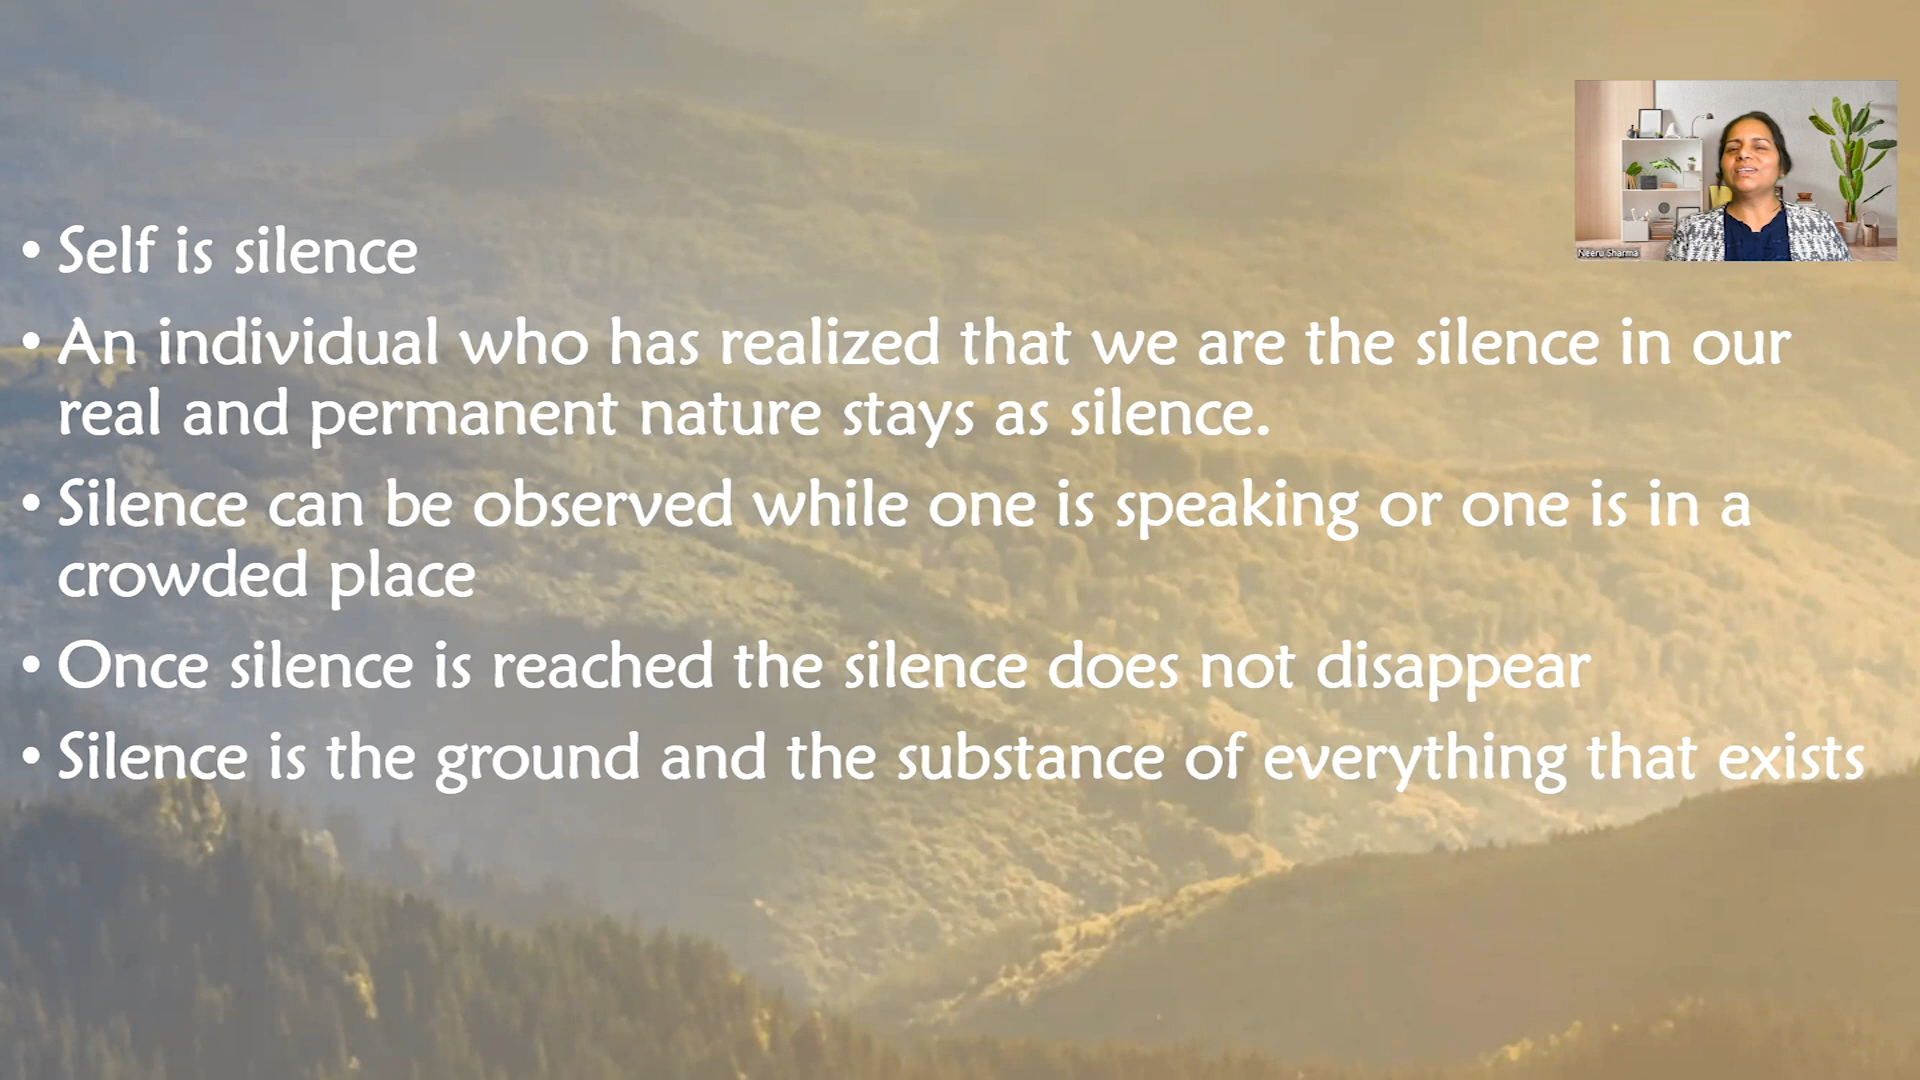 • Self is silence
• An individual who has realized that we are the silence in our
real and permanent nature stays as silence.
• Silence can be observed while one is speaking or one is in a
crowded place
• Once silence is reached the silence does not disappear
• Silence is the ground and the substance of everything that exists
Neeru Sharma